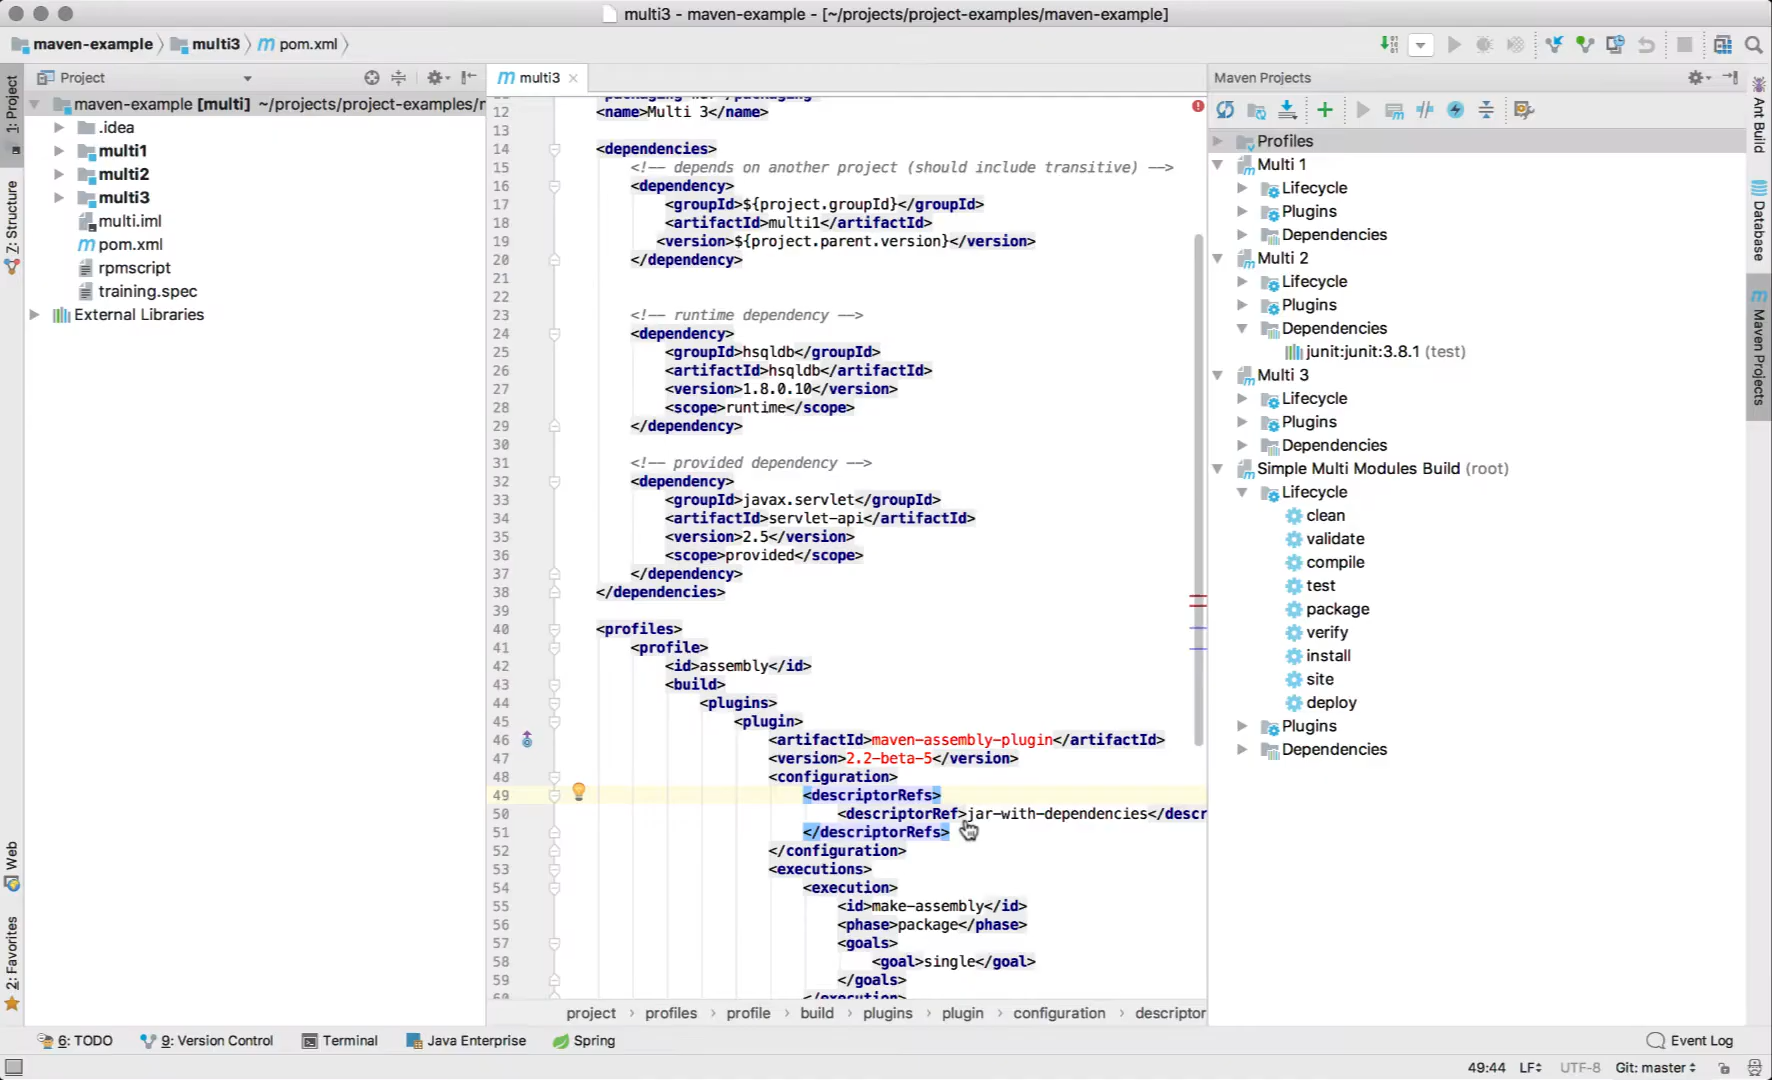 multi3 - maven-example - [~/projects/project-examples/maven-example]
maven-example
multi3
pom.xml
1: Project
Z: Structure
Web
2: Favorites
Project
maven-example [multi] ~/projects/project-examples/m
.idea
multi1
multi2
multi3
multi.iml
pom.xml
rpmscript
training.spec
External Libraries
multi3
12 <name>Multi 3</name>
13
14 <dependencies>
15 <!-- depends on another project (should include transitive) -->
16 <dependency>
17 <groupId>${project.groupId}</groupId>
18 <artifactId>multi1</artifactId>
19 <version>${project.parent.version}</version>
20 </dependency>
21
22
23 <!-- runtime dependency -->
24 <dependency>
25 <groupId>hsqldb</groupId>
26 <artifactId>hsqldb</artifactId>
27 <version>1.8.0.10</version>
28 <scope>runtime</scope>
29 </dependency>
30
31 <!-- provided dependency -->
32 <dependency>
33 <groupId>javax.servlet</groupId>
34 <artifactId>servlet-api</artifactId>
35 <version>2.5</version>
36 <scope>provided</scope>
37 </dependency>
38 </dependencies>
39
40 <profiles>
41 <profile>
42 <id>assembly</id>
43 <build>
44 <plugins>
45 <plugin>
46 <artifactId>maven-assembly-plugin</artifactId>
47 <version>2.2-beta-5</version>
48 <configuration>
49 <descriptorRefs>
50 <descriptorRef>jar-with-dependencies</descr
51 </descriptorRefs>
52 </configuration>
53 <executions>
54 <execution>
55 <id>make-assembly</id>
56 <phase>package</phase>
57 <goals>
58 <goal>single</goal>
59 </goals>
60 </execution>
project › profiles › profile › build › plugins › plugin › configuration › descriptor
Maven Projects
Profiles
Multi 1
Lifecycle
Plugins
Dependencies
Multi 2
Lifecycle
Plugins
Dependencies
junit:junit:3.8.1 (test)
Multi 3
Lifecycle
Plugins
Dependencies
Simple Multi Modules Build (root)
Lifecycle
clean
validate
compile
test
package
verify
install
site
deploy
Plugins
Dependencies
Ant Build
Database
Maven Projects
6: TODO
9: Version Control
Terminal
Java Enterprise
Spring
Event Log
49:44 LF UTF-8 Git: master